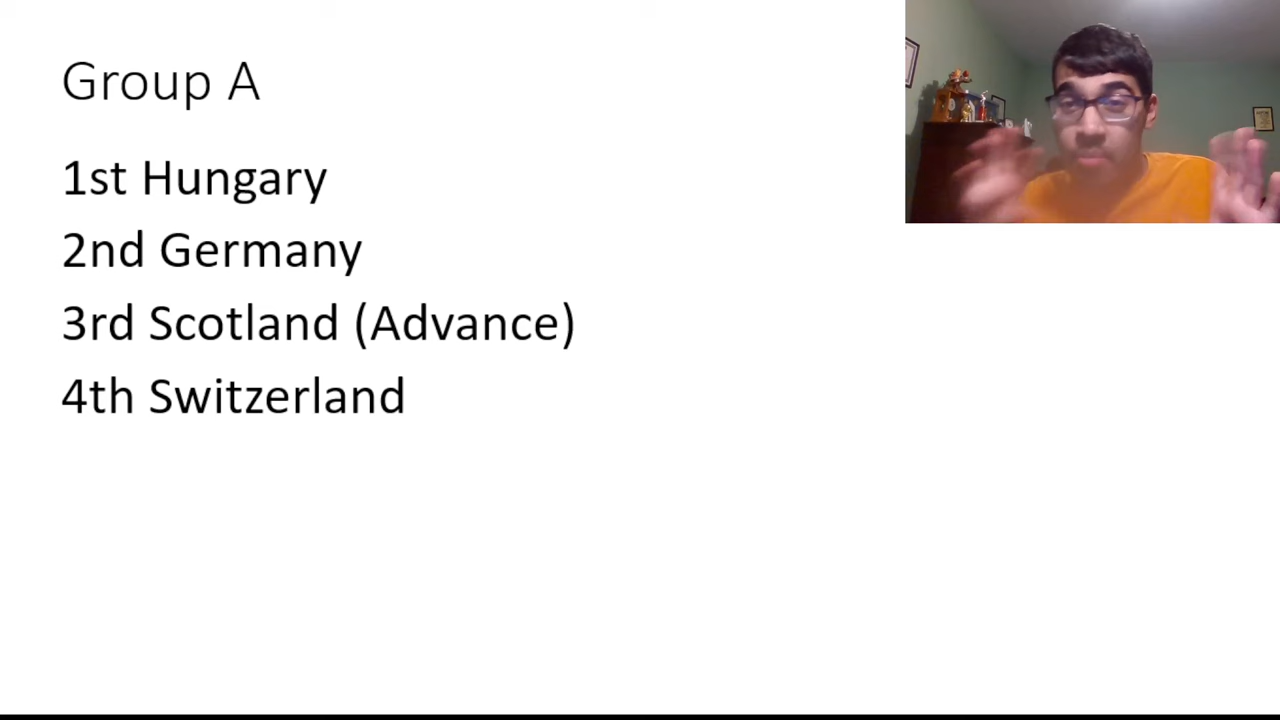 Group A
1st Hungary
2nd Germany
3rd Scotland (Advance)
4th Switzerland